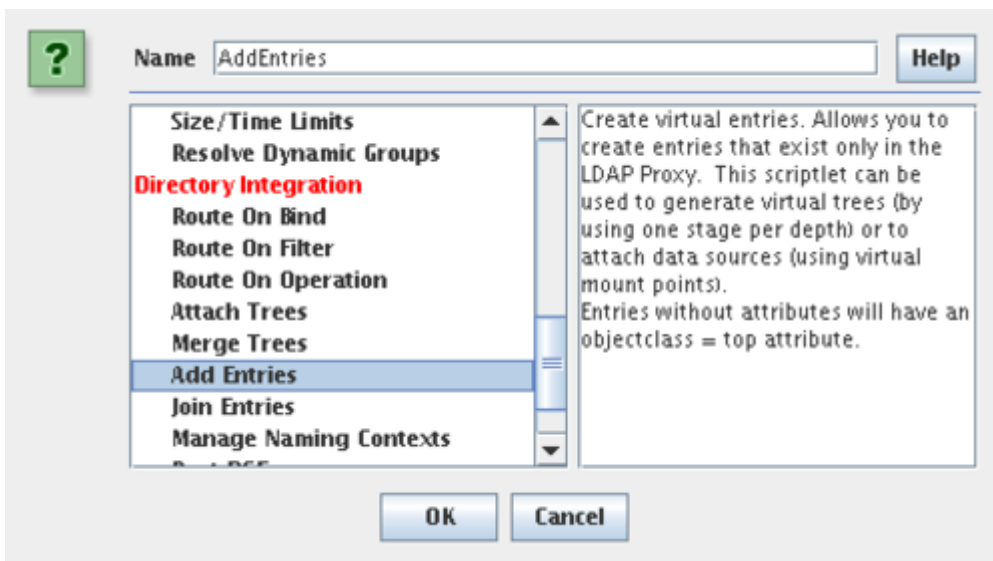 ?
Name AddEntries Help
Size/Time Limits
Resolve Dynamic Groups
Directory Integration
Route On Bind
Route On Filter
Route On Operation
Attach Trees
Merge Trees
Add Entries
Join Entries
Manage Naming Contexts
Create virtual entries. Allows you to
create entries that exist only in the
LDAP Proxy. This scriptlet can be
used to generate virtual trees (by
using one stage per depth) or to
attach data sources (using virtual
mount points).
Entries without attributes will have an
objectclass = top attribute.
OK Cancel